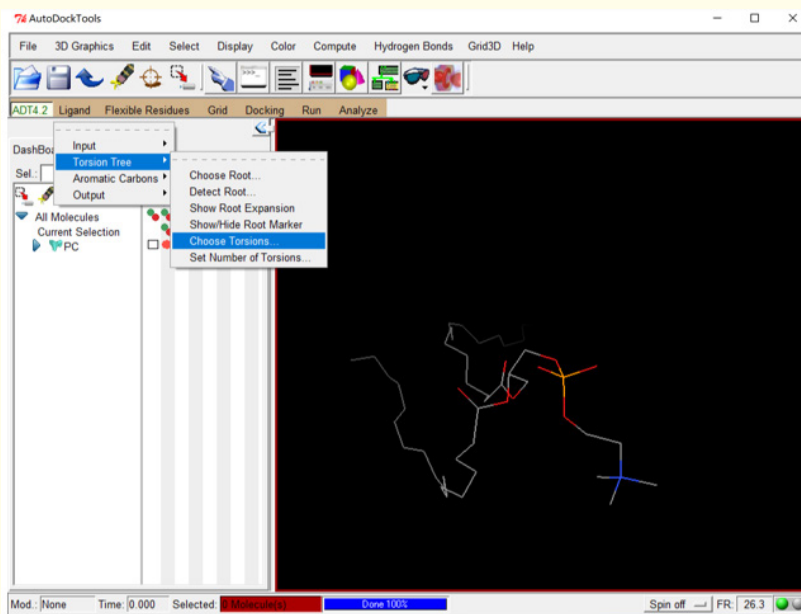 AutoDockTools
File 3D Graphics Edit Select Display Color Compute Hydrogen Bonds Grid3D Help
ADT4.2 Ligand Flexible Residues Grid Docking Run Analyze
Input
DashBoa
Torsion Tree
Sel.:
Aromatic Carbons
Output
Choose Root...
Detect Root...
Show Root Expansion
Show/Hide Root Marker
Choose Torsions...
Set Number of Torsions...
All Molecules
Current Selection
PC
Mod.: None Time: 0.000 Selected: 0 Molecule(s) Done 100% Spin off FR: 26.3